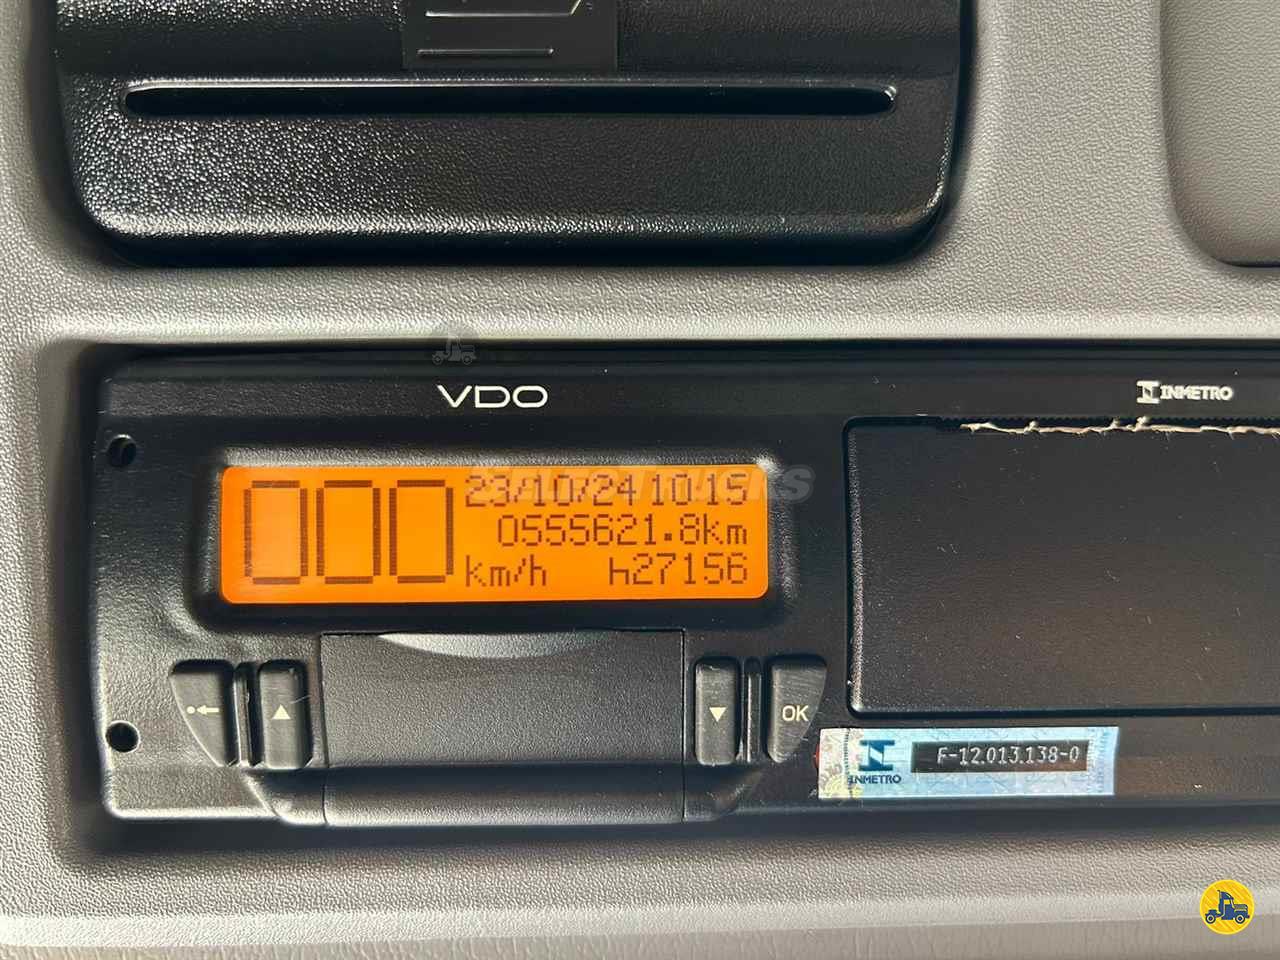 VDO
INMETRO
000
23/10/24 10:15
0555621.8km
km/h h27156
OK
INMETRO
F-12.013.138-0